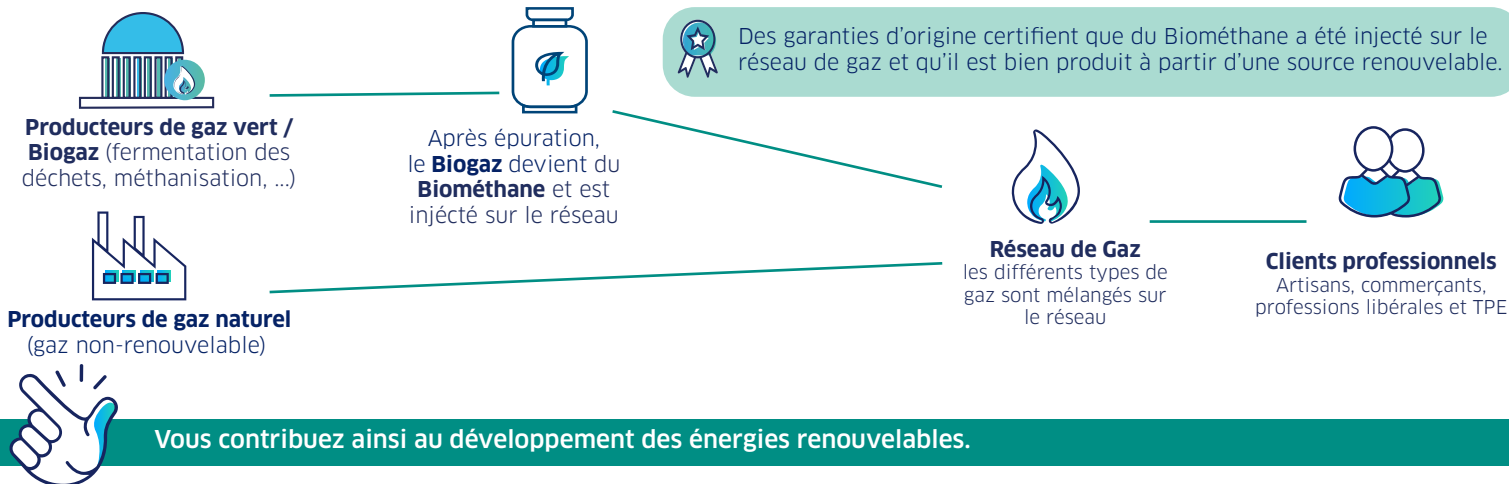 Des garanties d'origine certifient que du Biométhane a été injecté sur le
réseau de gaz et qu'il est bien produit à partir d'une source renouvelable.
Producteurs de gaz vert /
Biogaz (fermentation des
déchets, méthanisation, ...)
Après épuration,
le Biogaz devient du
Biométhane et est
injécté sur le réseau
Producteurs de gaz naturel
(gaz non-renouvelable)
Réseau de Gaz
les différents types de
gaz sont mélangés sur
le réseau
Clients professionnels
Artisans, commerçants,
professions libérales et TPE
Vous contribuez ainsi au développement des énergies renouvelables.